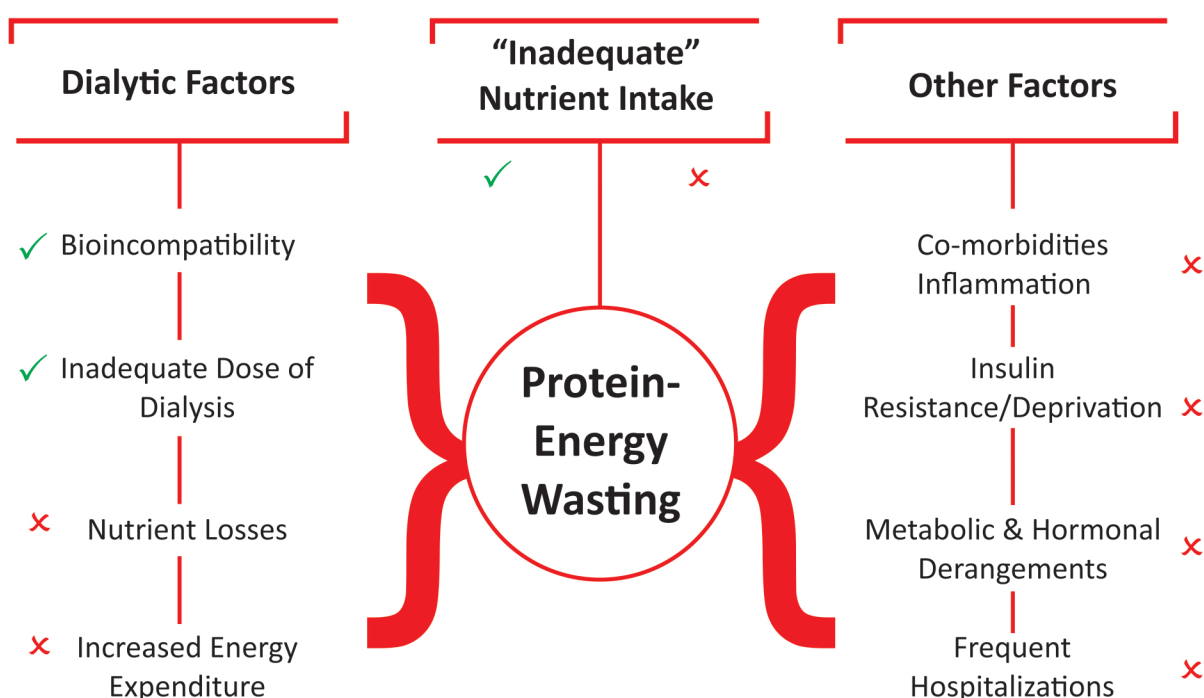 Dialytic Factors
Bioincompatibility
Inadequate Dose of
Dialysis
Nutrient Losses
Increased Energy
Expenditure
“Inadequate”
Nutrient Intake
Protein-
Energy
Wasting
Other Factors
Co-morbidities
Inflammation
Insulin
Resistance/Deprivation
Metabolic & Hormonal
Derangements
Frequent
Hospitalizations